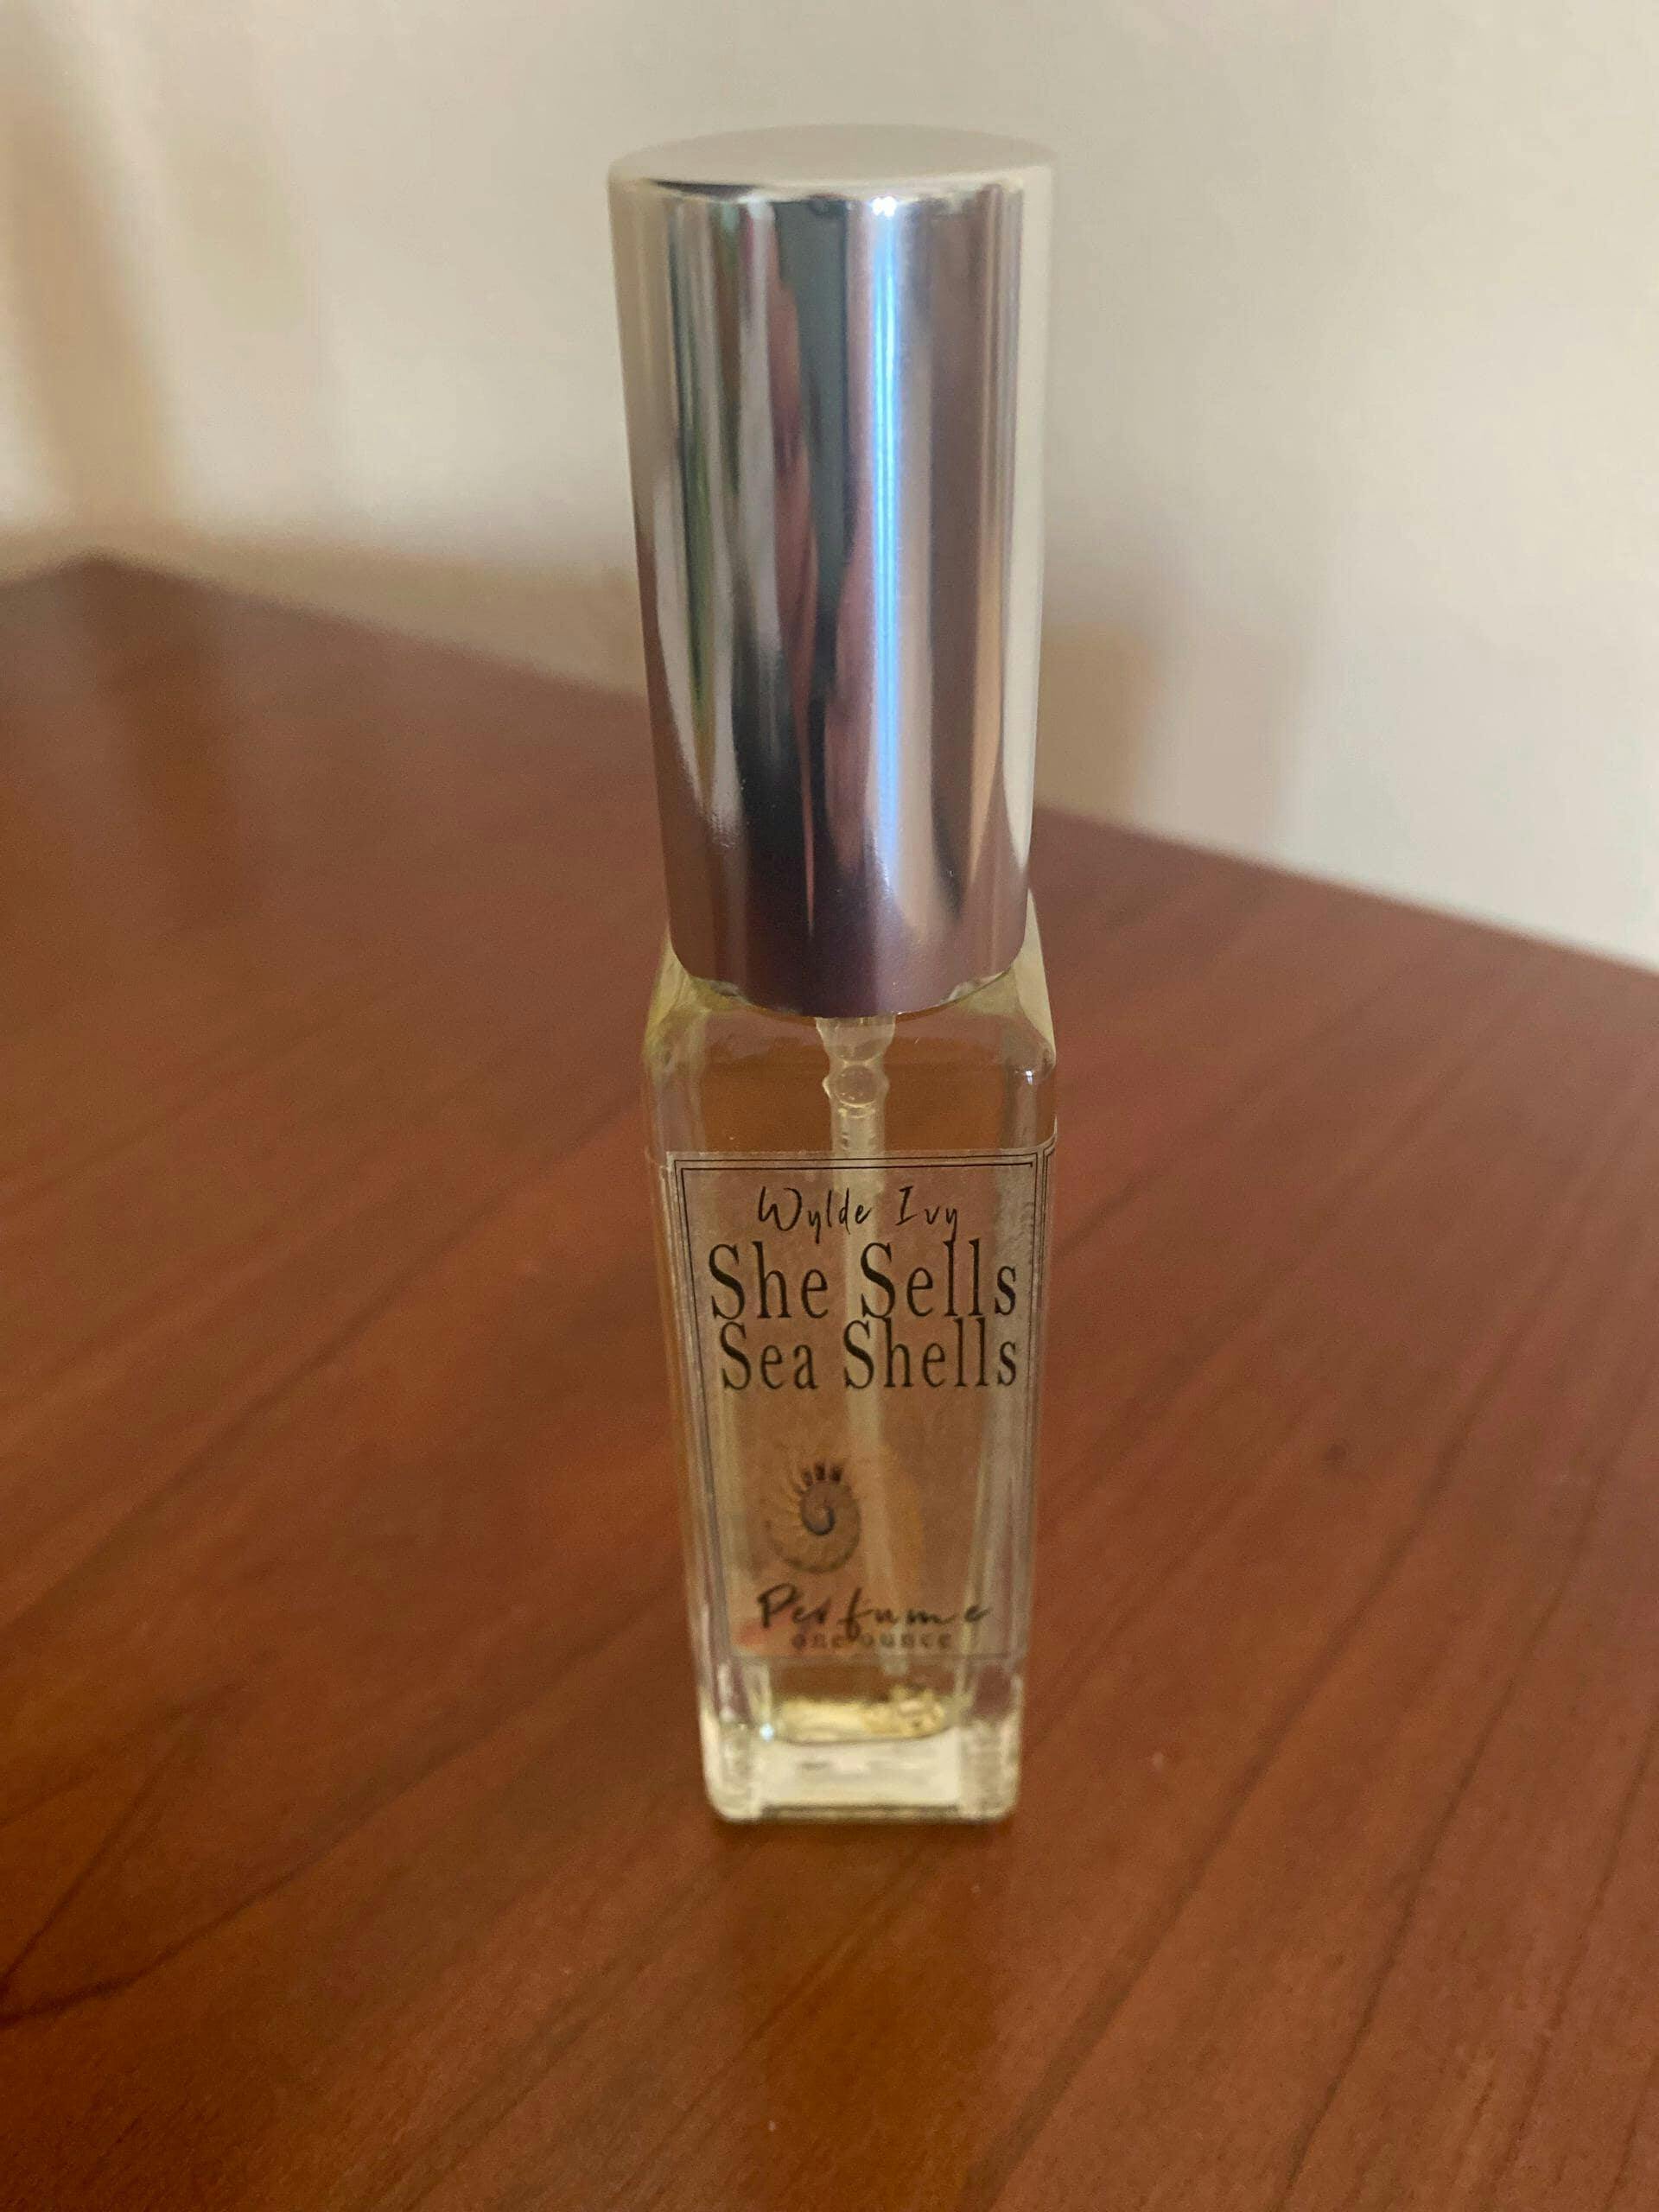 Wylde Ivy
She Sells
Sea Shells
Perfume
one ounce